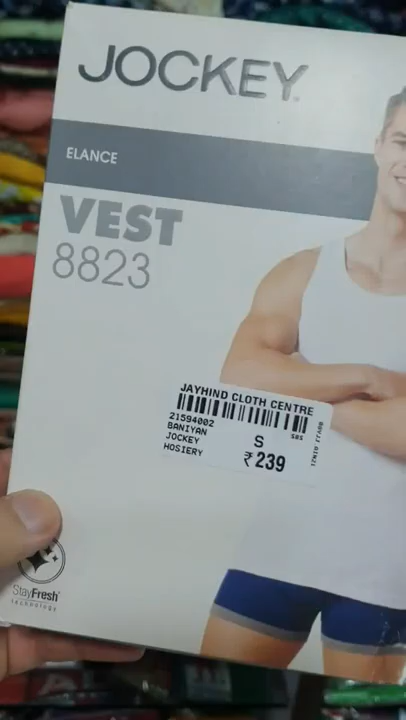 JOCKEY
ELANCE
VEST
8823
JAYHIND CLOTH CENTRE
21594002
BANIYAN
JOCKEY
HOSIERY
S
₹239
StayFresh
technology